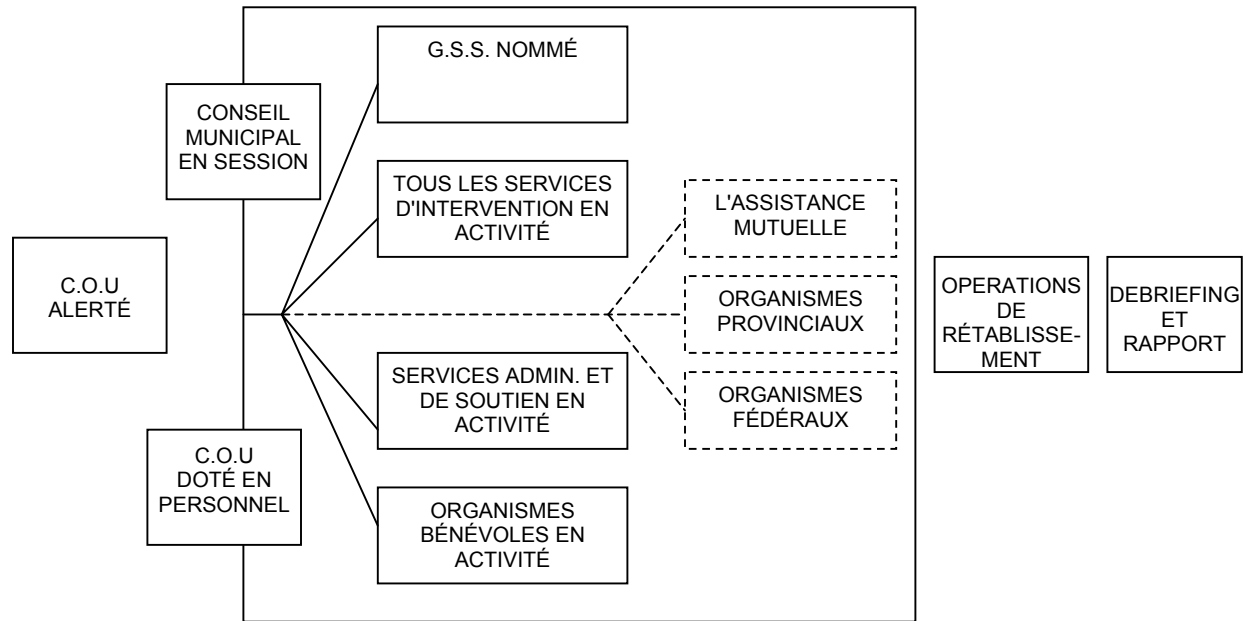 G.S.S. NOMMÉ
CONSEIL
MUNICIPAL
EN SESSION
TOUS LES SERVICES
D'INTERVENTION EN
ACTIVITÉ
L'ASSISTANCE
MUTUELLE
C.O.U
ALERTÉ
ORGANISMES
PROVINCIAUX
OPERATIONS
DE
RÉTABLISSE-
MENT
DEBRIEFING
ET
RAPPORT
SERVICES ADMIN. ET
DE SOUTIEN EN
ACTIVITÉ
ORGANISMES
FÉDÉRAUX
C.O.U
DOTÉ EN
PERSONNEL
ORGANISMES
BÉNÉVOLES EN
ACTIVITÉ